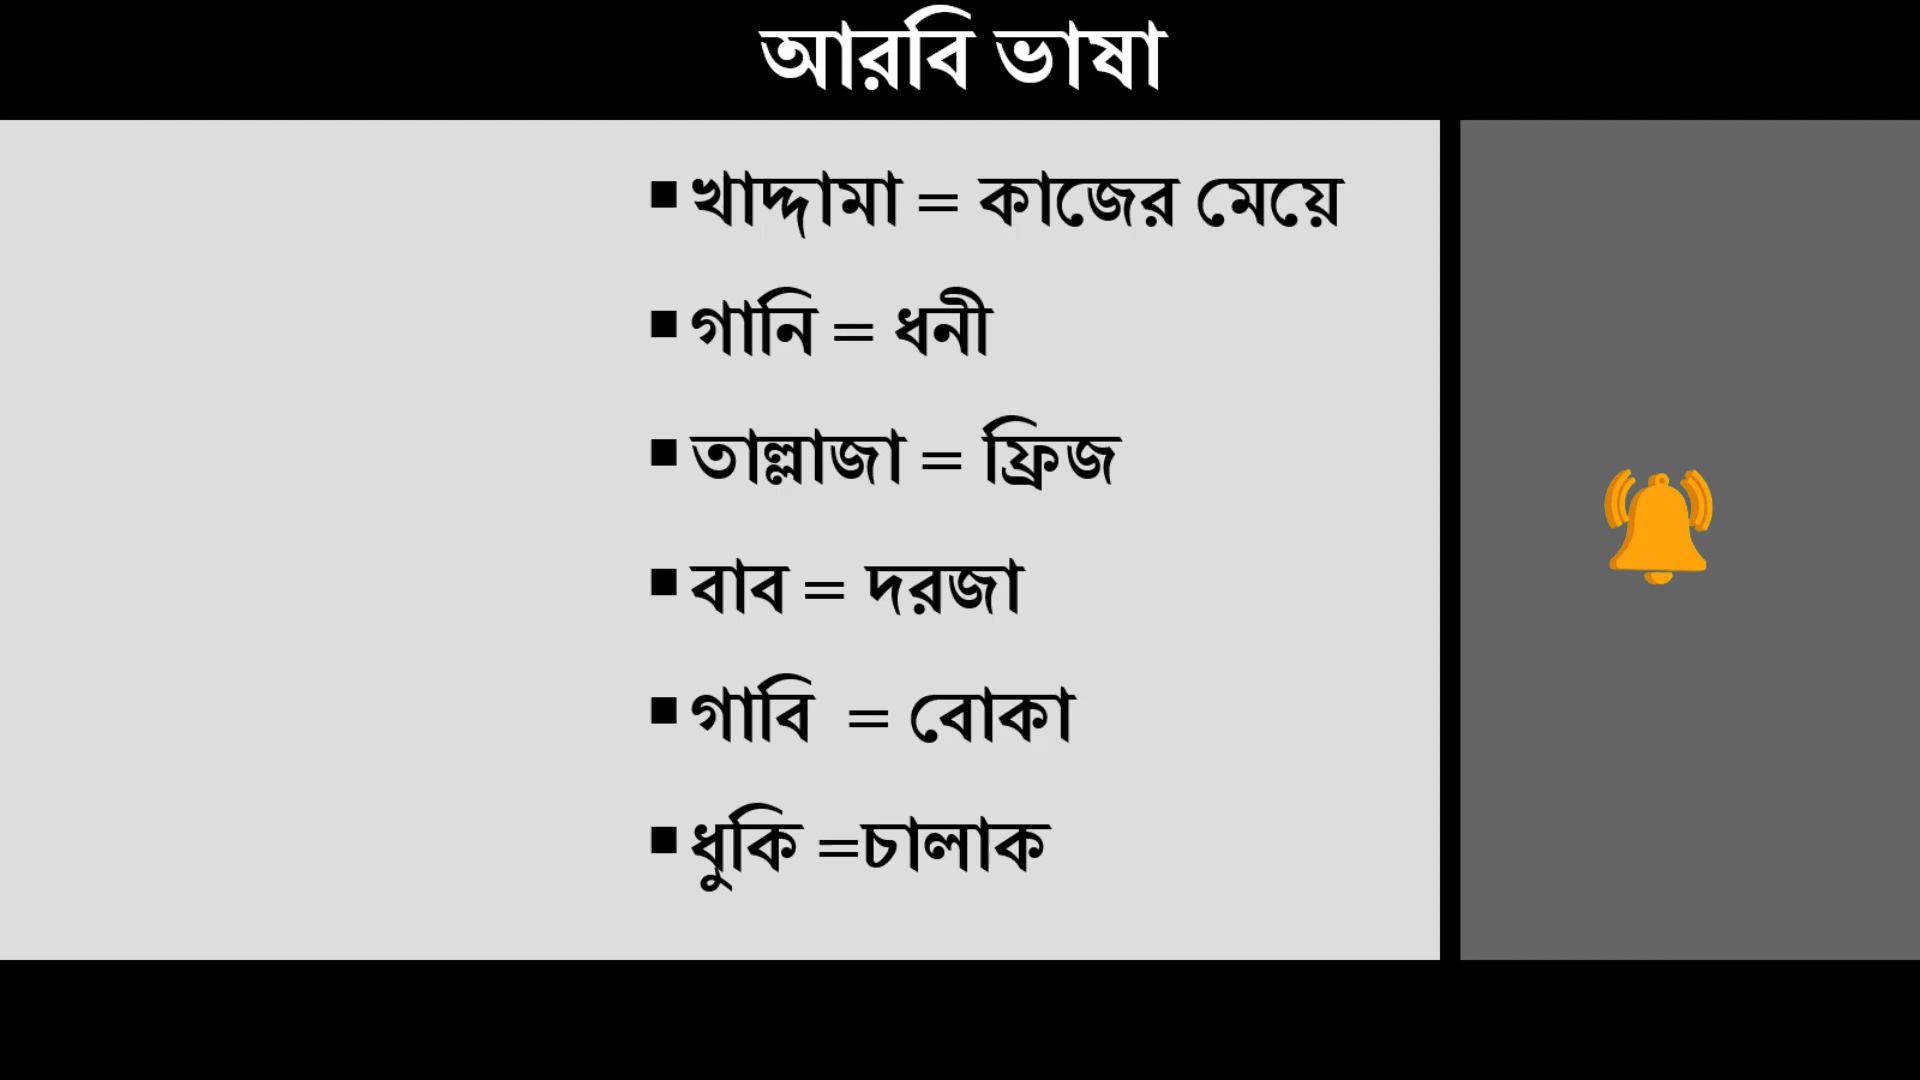 আরবি ভাষা
▪খাদ্দামা = কাজের মেয়ে
▪গানি = ধনী
▪তাল্লাজা = ফ্রিজ
▪বাব = দরজা
▪গাবি = বোকা
▪ধুকি =চালাক